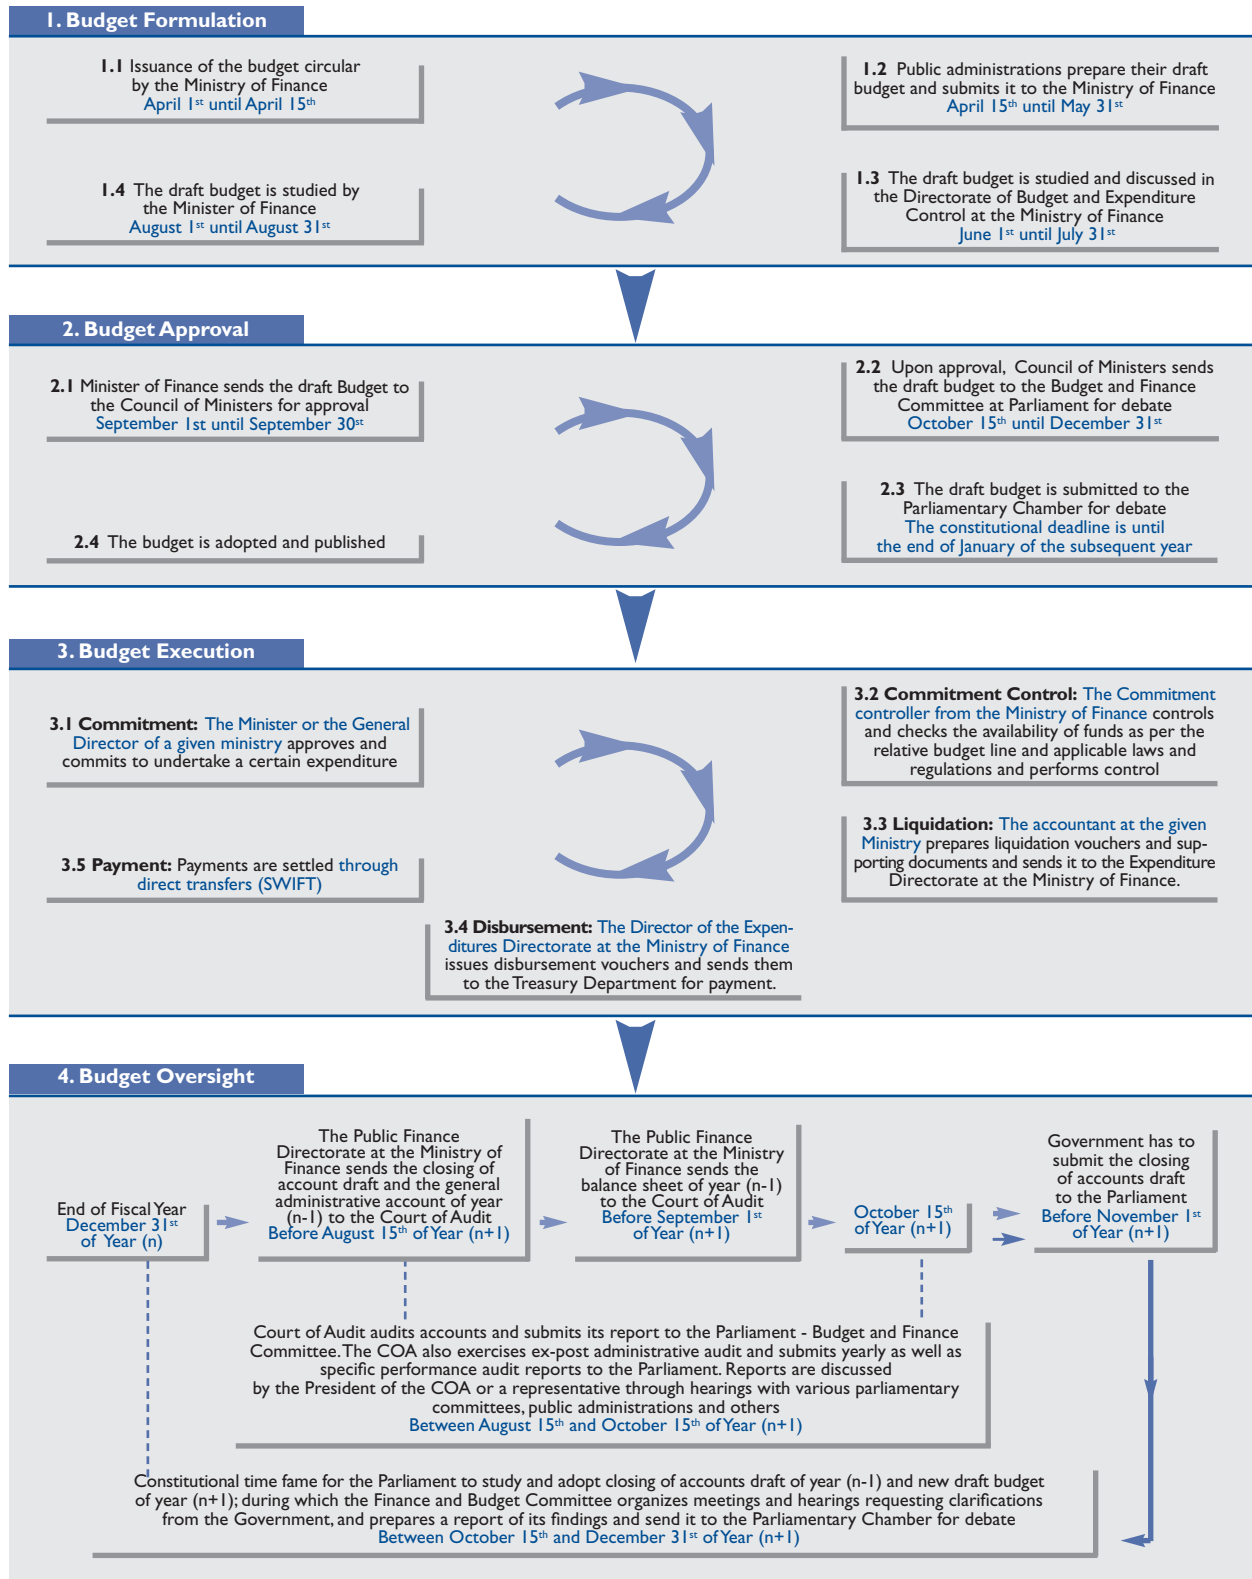 1. Budget Formulation
1.1 Issuance of the budget circular
by the Ministry of Finance
April 1st until April 15th
1.2 Public administrations prepare their draft
budget and submits it to the Ministry of Finance
April 15th until May 31st
1.4 The draft budget is studied by
the Minister of Finance
August 1st until August 31st
1.3 The draft budget is studied and discussed in
the Directorate of Budget and Expenditure
Control at the Ministry of Finance
June 1st until July 31st
2. Budget Approval
2.1 Minister of Finance sends the draft Budget to
the Council of Ministers for approval
September 1st until September 30st
2.2 Upon approval, Council of Ministers sends
the draft budget to the Budget and Finance
Committee at Parliament for debate
October 15th until December 31st
2.3 The draft budget is submitted to the
Parliamentary Chamber for debate
The constitutional deadline is until
the end of January of the subsequent year
2.4 The budget is adopted and published
3. Budget Execution
3.1 Commitment: The Minister or the General
Director of a given ministry approves and
commits to undertake a certain expenditure
3.2 Commitment Control: The Commitment
controller from the Ministry of Finance controls
and checks the availability of funds as per the
relative budget line and applicable laws and
regulations and performs control
3.3 Liquidation: The accountant at the given
Ministry prepares liquidation vouchers and sup-
porting documents and sends it to the Expenditure
Directorate at the Ministry of Finance.
3.5 Payment: Payments are settled through
direct transfers (SWIFT)
3.4 Disbursement: The Director of the Expen-
ditures Directorate at the Ministry of Finance
issues disbursement vouchers and sends them
to the Treasury Department for payment.
4. Budget Oversight
End of Fiscal Year
December 31st
of Year (n)
The Public Finance
Directorate at the Ministry of
Finance sends the closing of
account draft and the general
administrative account of year
(n-1) to the Court of Audit
Before August 15th of Year (n+1)
The Public Finance
Directorate at the Ministry
of Finance sends the
balance sheet of year (n-1)
to the Court of Audit
Before September 1st
of Year (n+1)
October 15th
of Year (n+1)
Government has to
submit the closing
of accounts draft
to the Parliament
Before November 1st
of Year (n+1)
Court of Audit audits accounts and submits its report to the Parliament - Budget and Finance
Committee. The COA also exercises ex-post administrative audit and submits yearly as well as
specific performance audit reports to the Parliament. Reports are discussed
by the President of the COA or a representative through hearings with various parliamentary
committees, public administrations and others
Between August 15th and October 15th of Year (n+1)
Constitutional time fame for the Parliament to study and adopt closing of accounts draft of year (n-1) and new draft budget
of year (n+1); during which the Finance and Budget Committee organizes meetings and hearings requesting clarifications
from the Government, and prepares a report of its findings and send it to the Parliamentary Chamber for debate
Between October 15th and December 31st of Year (n+1)